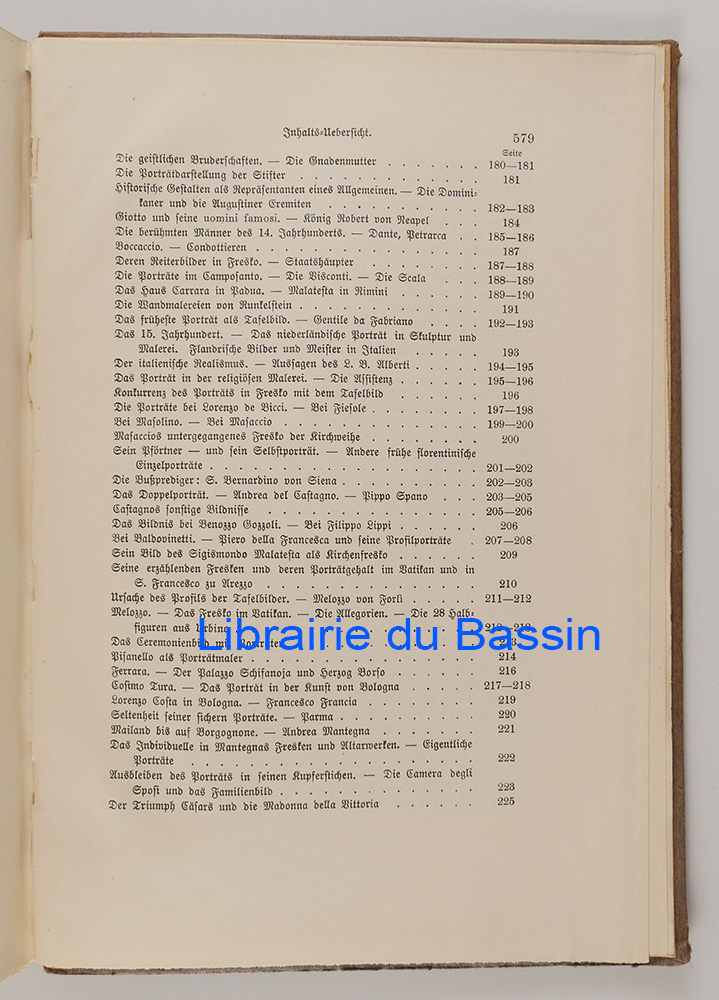 Inhalts-Uebersicht. 579
Seite
Die geistlichen Bruderschaften. — Die Gnadenmutter . . . . . . . 180—181
Die Porträtdarstellung der Stifter . . . . . . . . . . . . 181
Historische Gestalten als Repräsentanten eines Allgemeinen. — Die Domini-
kaner und die Augustiner Eremiten . . . . . . . . . . . 182—183
Giotto und seine uomini famosi. — König Robert von Neapel . . . 184
Die berühmten Männer des 14. Jahrhunderts. — Dante, Petrarca . . 185—186
Boccaccio. — Condottieren . . . . . . . . . . . . . . . 187
Deren Reiterbilder in Fresko. — Staatshäupter . . . . . . . 187—188
Die Porträte im Camposanto. — Die Visconti. — Die Scala . . . . 188—189
Das Haus Carrara in Padua. — Malatesta in Rimini . . . . . . 189—190
Die Wandmalereien von Runkelstein . . . . . . . . . . . . 191
Das früheste Porträt als Tafelbild. — Gentile da Fabriano . . . . 192—193
Das 15. Jahrhundert. — Das niederländische Porträt in Skulptur und
Malerei. Flandrische Bilder und Meister in Italien . . . . . 193
Der italienische Realismus. — Aussagen des L. B. Alberti . . . . . 194—195
Das Porträt in der religiösen Malerei. — Die Assistenz . . . . . . 195—196
Konkurrenz des Porträts in Fresko mit dem Tafelbild . . . . . . 196
Die Porträte bei Lorenzo de Bicci. — Bei Fiesole . . . . . . . 197—198
Bei Masolino. — Bei Masaccio . . . . . . . . . . . . . 199—200
Masaccios untergegangenes Fresko der Kirchweihe . . . . . . . . 200
Sein Pförtner — und sein Selbstporträt. — Andere frühe florentinische
Einzelporträte . . . . . . . . . . . . . . . . . . 201—202
Die Bußprediger: S. Bernardino von Siena . . . . . . . . . 202—203
Das Doppelporträt. — Andrea del Castagno. — Pippo Spano . . . 203—205
Castagnos sonstige Bildnisse . . . . . . . . . . . . . . 205—206
Das Bildnis bei Benozzo Gozzoli. — Bei Filippo Lippi . . . . . 206
Bei Baldovinetti. — Piero della Francesca und seine Profilporträte . 207—208
Sein Bild des Sigismondo Malatesta als Kirchenfresko . . . . . . 209
Seine erzählenden Fresken und deren Porträtgehalt im Vatikan und in
S. Francesco zu Arezzo . . . . . . . . . . . . . . 210
Ursache des Profils der Tafelbilder. — Melozzo von Forlì . . . . . 211—212
Melozzo. — Das Fresko im Vatikan. — Die Allegorien. — Die 28 Halb-
figuren aus Urbino
Das Ceremonienbild mit Porträten 213
Pisanello als Porträtmaler . . . . . . . . . . . . . . . 214
Ferrara. — Der Palazzo Schifanoja und Herzog Borso . . . . . . 216
Cosimo Tura. — Das Porträt in der Kunst von Bologna . . . . . 217—218
Lorenzo Costa in Bologna. — Francesco Francia . . . . . . . . 219
Seltenheit seiner sichern Porträte. — Parma . . . . . . . . . . 220
Mailand bis auf Borgognone. — Andrea Mantegna . . . . . . . 221
Das Individuelle in Mantegnas Fresken und Altarwerken. — Eigentliche
Porträte . . . . . . . . . . . . . . . . . . . . 222
Ausbleiben des Porträts in seinen Kupferstichen. — Die Camera degli
Sposi und das Familienbild . . . . . . . . . . . . . . 223
Der Triumph Cäsars und die Madonna della Vittoria . . . . . . 225
Librairie du Bassin